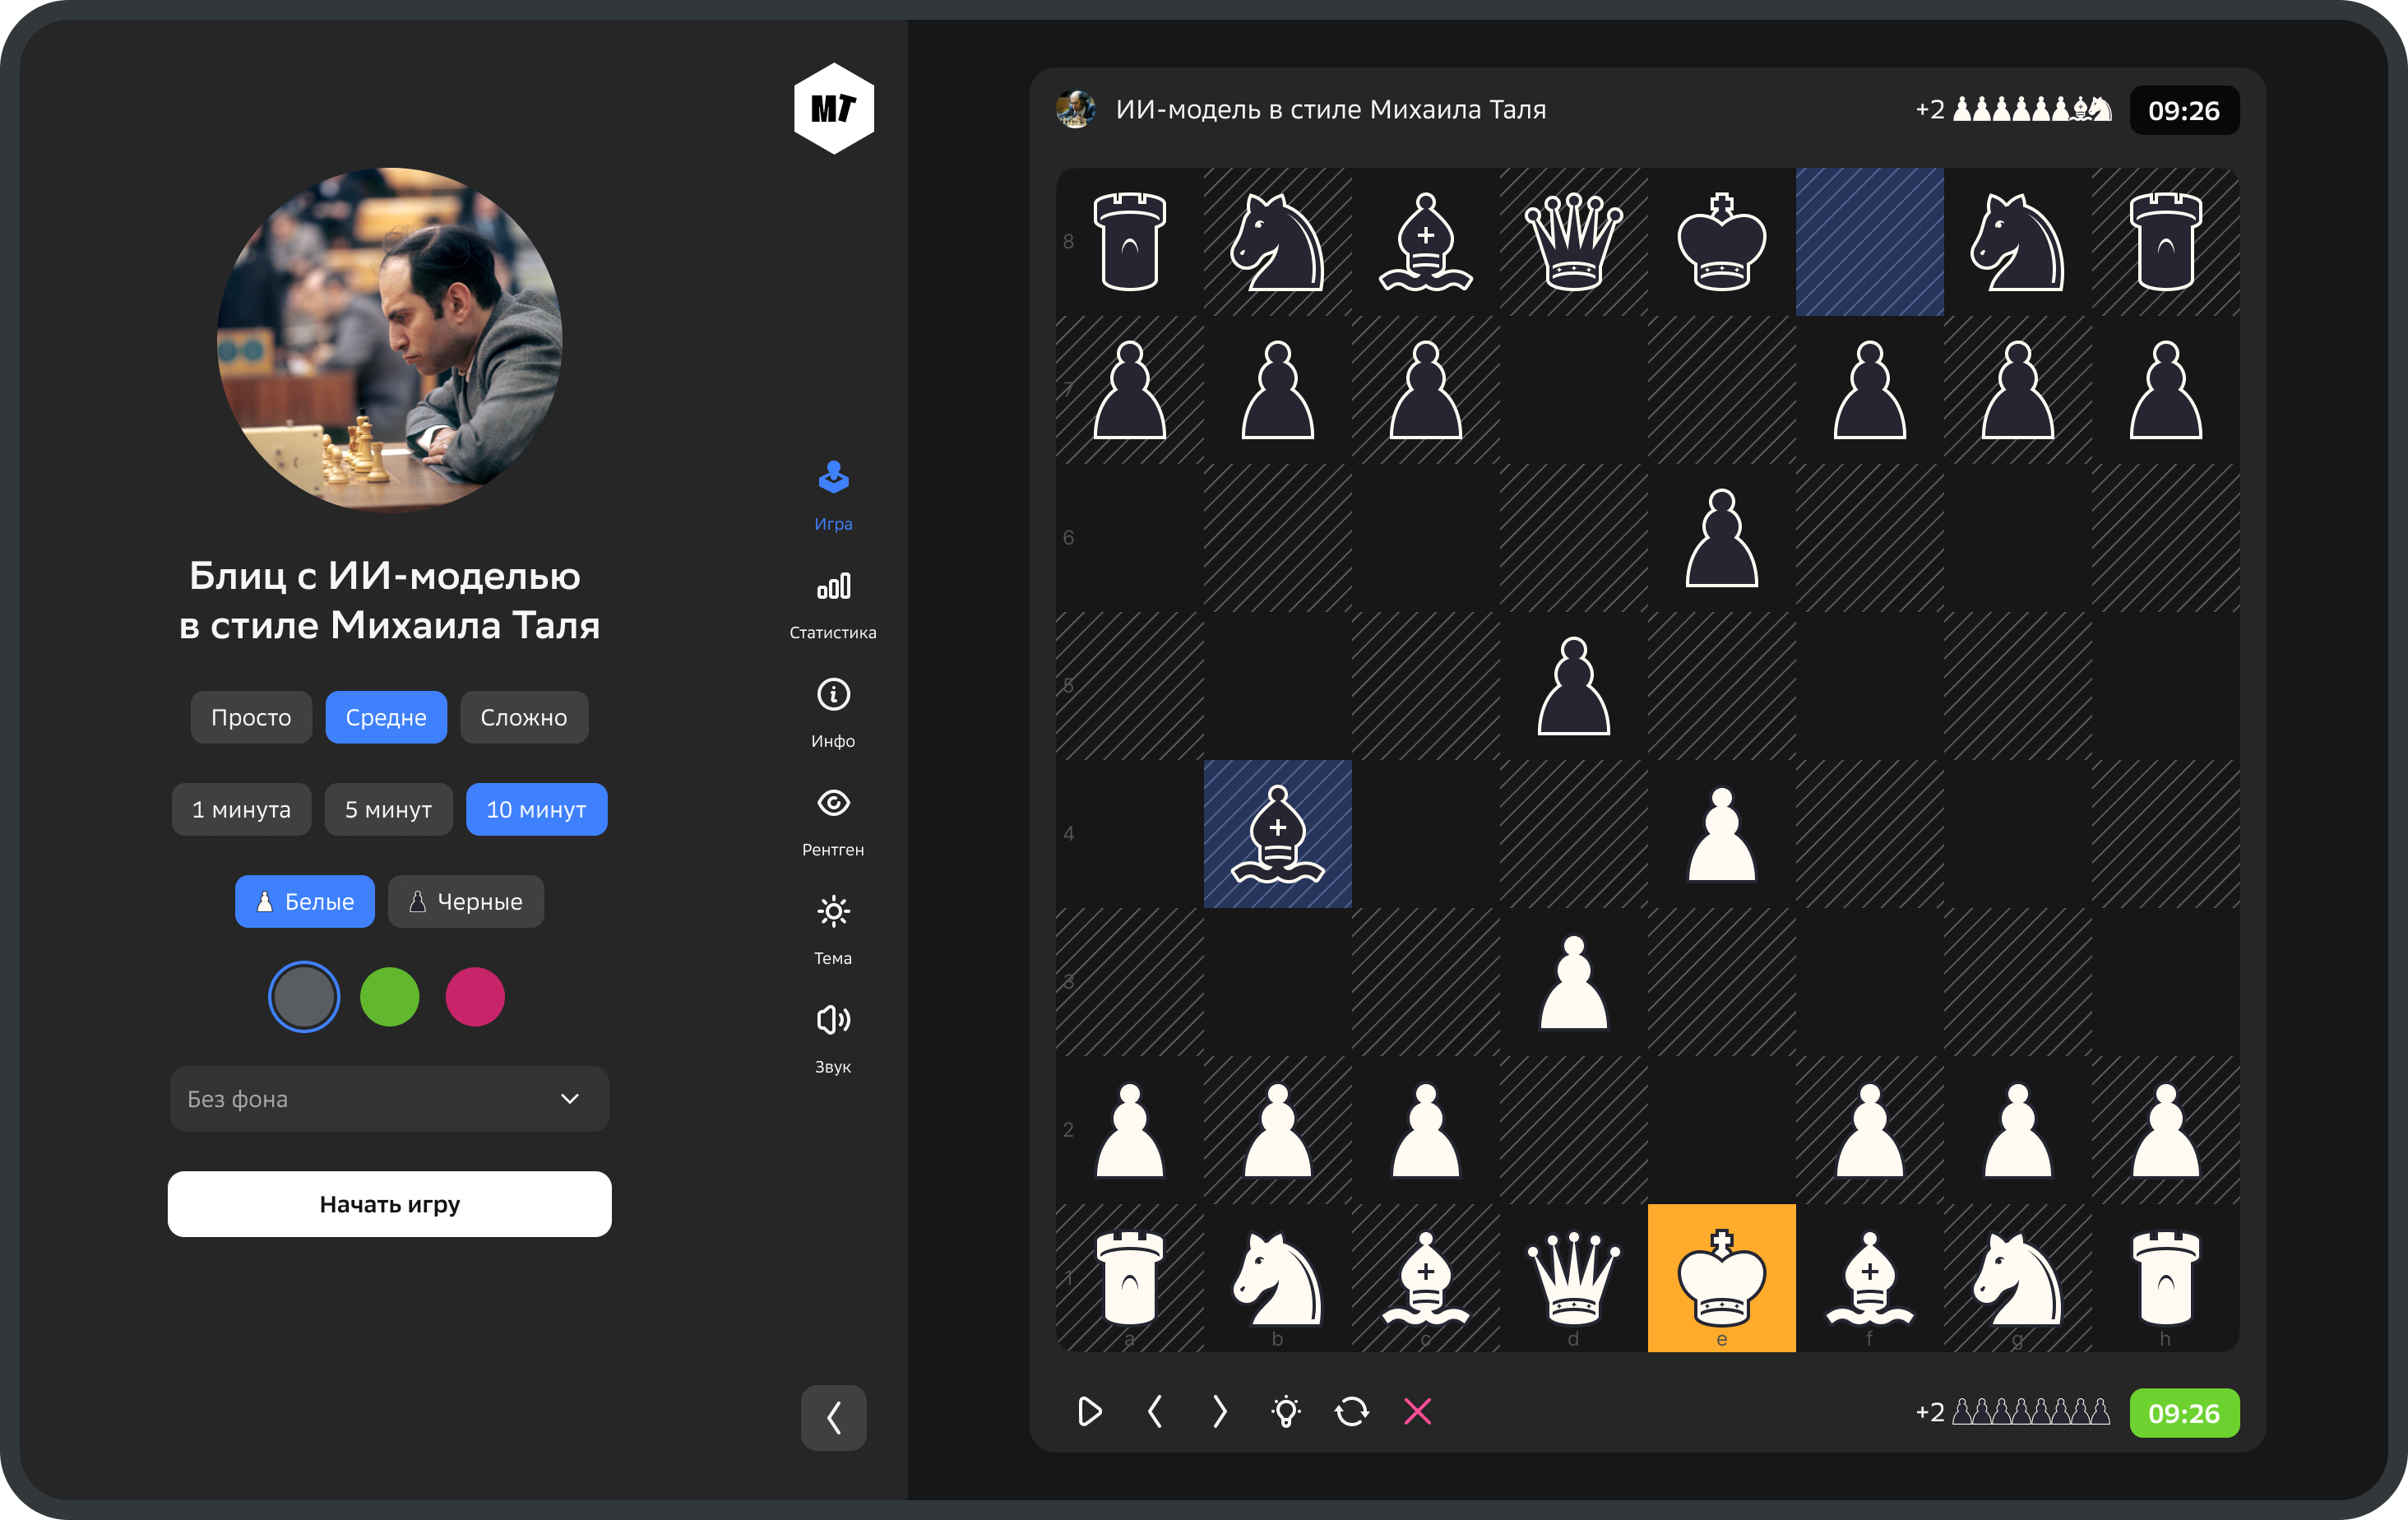 МТ
Блиц с ИИ-моделью
в стиле Михаила Таля
Просто
Средне
Сложно
1 минута
5 минут
10 минут
Белые
Черные
Без фона
Начать игру
Игра
Статистика
Инфо
Рентген
Тема
Звук
ИИ-модель в стиле Михаила Таля
+2
09:26
8
7
6
5
4
3
2
1
a b c d e f g h
+2
09:26